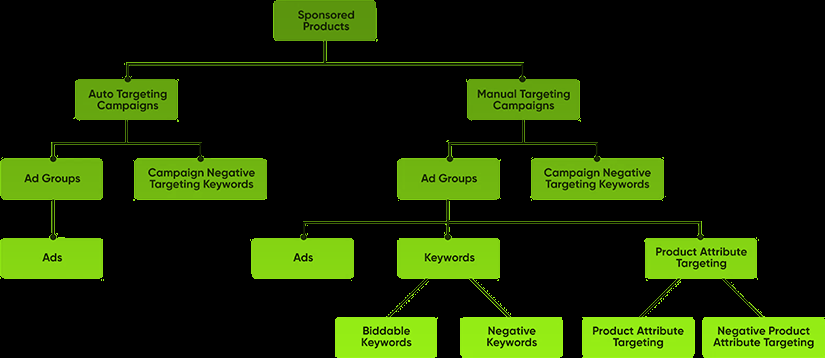 Sponsored
Products
Auto Targeting
Campaigns
Manual Targeting
Campaigns
Ad Groups
Campaign Negative
Targeting Keywords
Ad Groups
Campaign Negative
Targeting Keywords
Ads
Ads
Keywords
Product Attribute
Targeting
Biddable
Keywords
Negative
Keywords
Product Attribute
Targeting
Negative Product
Attribute Targeting